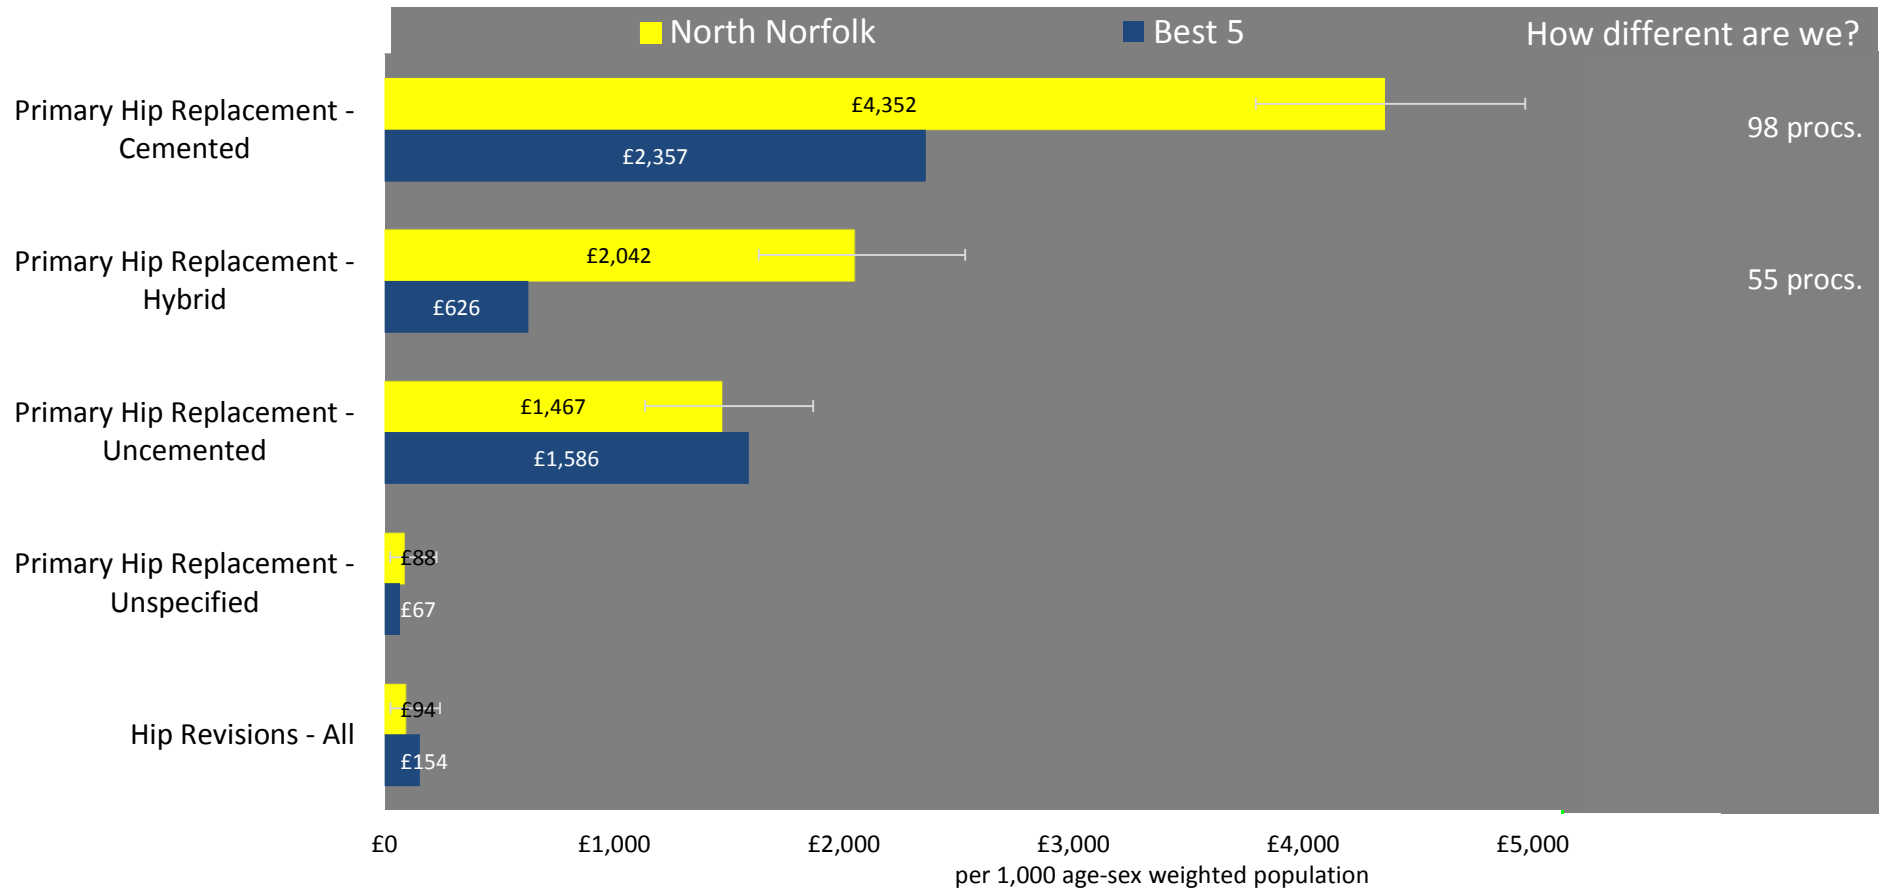 North Norfolk
Best 5
How different are we?
Primary Hip Replacement -
Cemented
£4,352
£2,357
98 procs.
Primary Hip Replacement -
Hybrid
£2,042
£626
55 procs.
Primary Hip Replacement -
Uncemented
£1,467
£1,586
Primary Hip Replacement -
Unspecified
£88
£67
Hip Revisions - All
£94
£154
£0
£1,000
£2,000
£3,000
£4,000
£5,000
per 1,000 age-sex weighted population